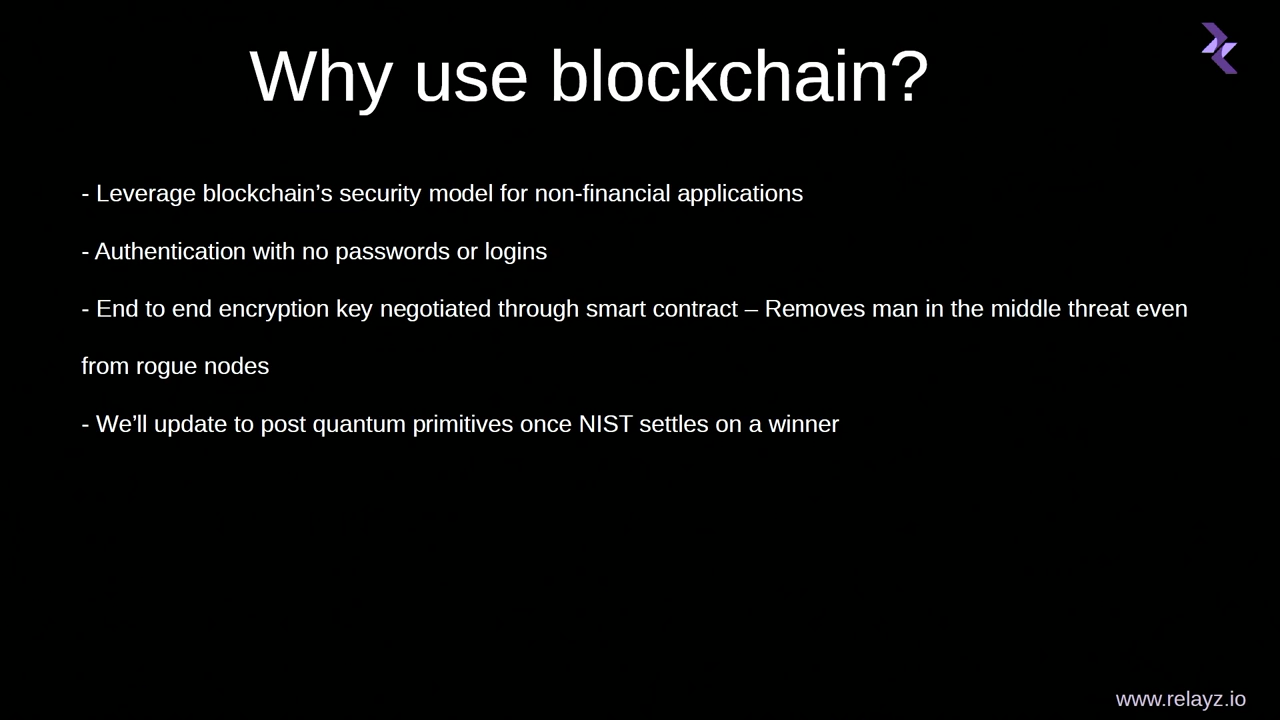 Why use blockchain?
- Leverage blockchain’s security model for non-financial applications
- Authentication with no passwords or logins
- End to end encryption key negotiated through smart contract – Removes man in the middle threat even
from rogue nodes
- We’ll update to post quantum primitives once NIST settles on a winner
www.relayz.io